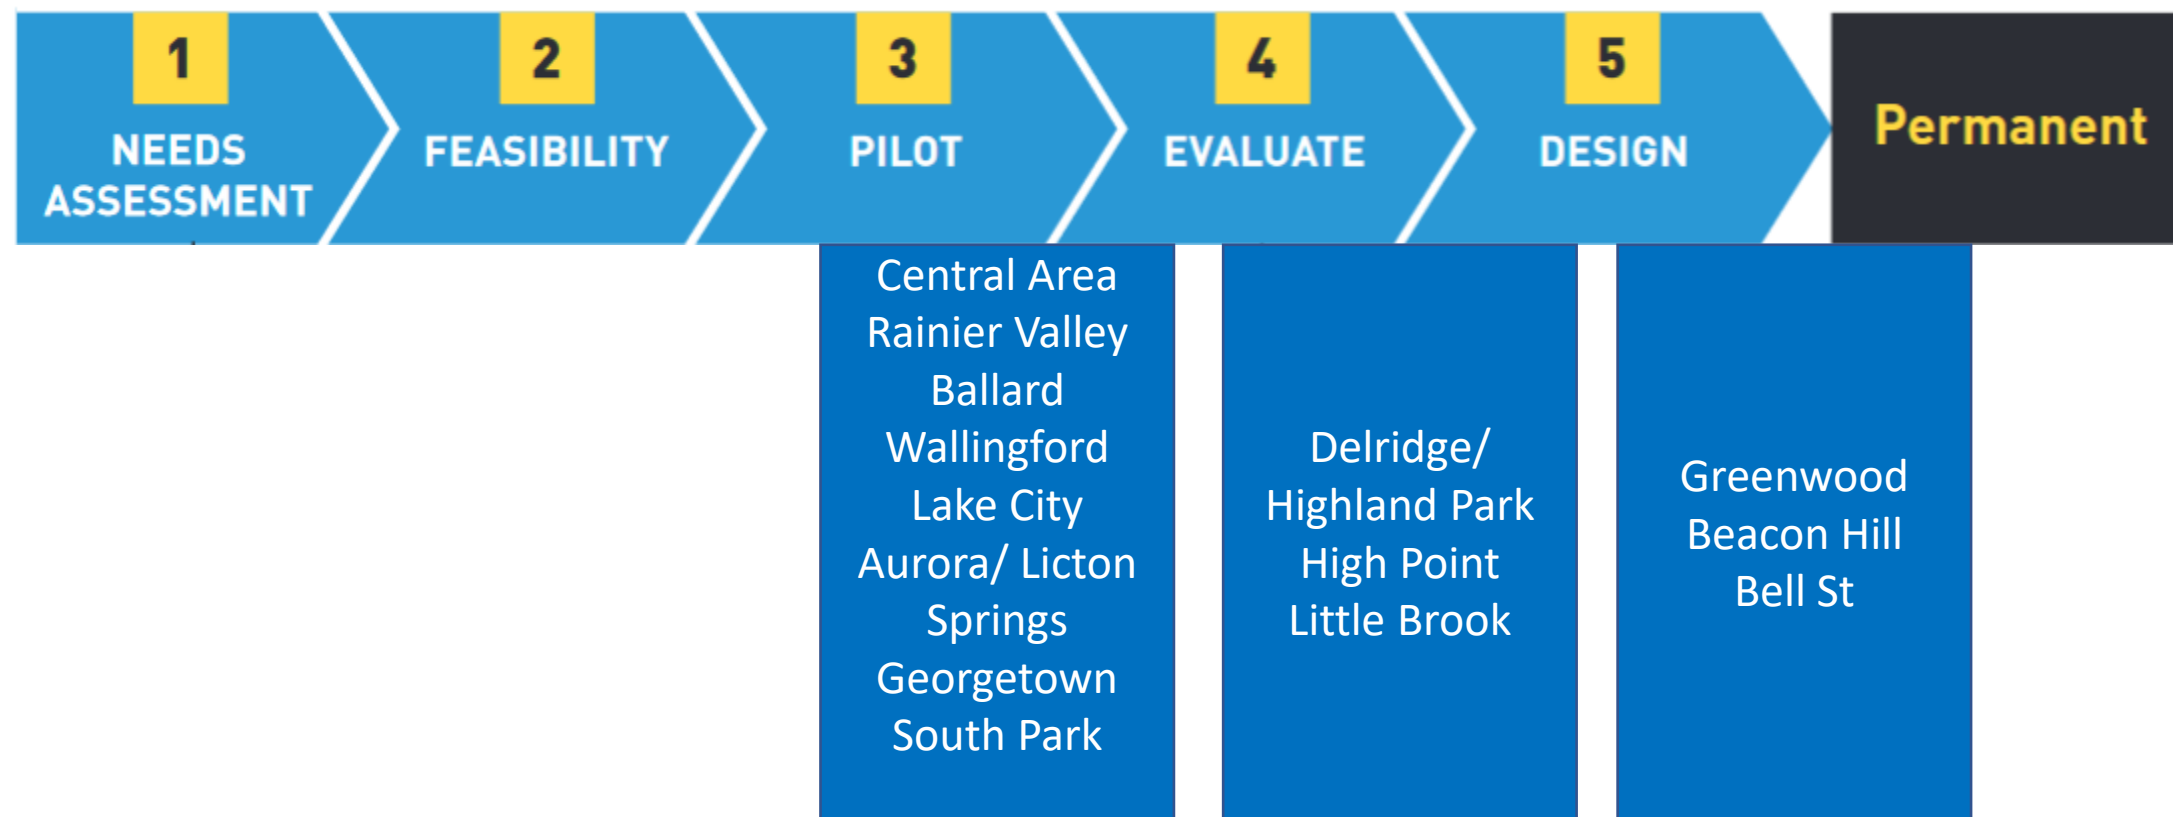 1
NEEDS
ASSESSMENT
2
FEASIBILITY
3
PILOT
4
EVALUATE
5
DESIGN
Permanent
Central Area
Rainier Valley
Ballard
Wallingford
Lake City
Aurora/ Licton
Springs
Georgetown
South Park
Delridge/
Highland Park
High Point
Little Brook
Greenwood
Beacon Hill
Bell St